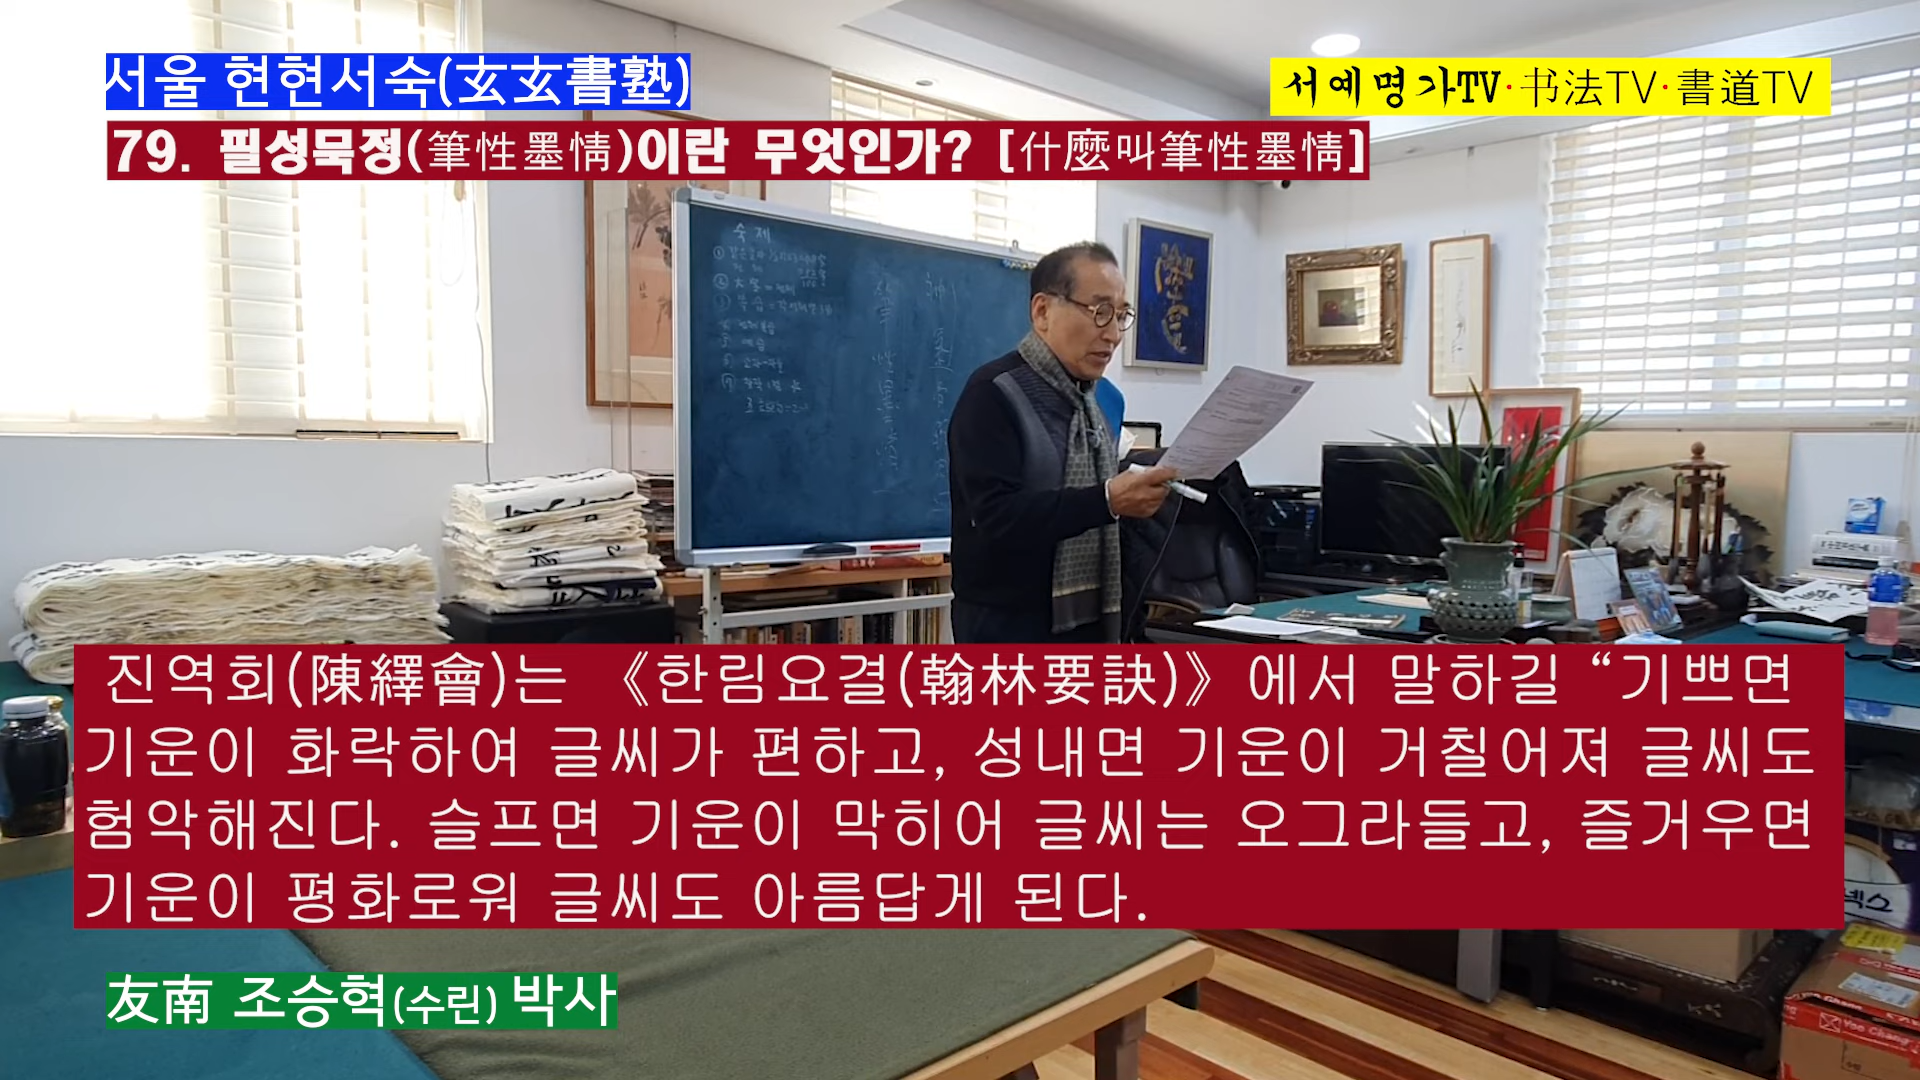 서울 현현서숙(玄玄書塾)
서예명가TV·书法TV·書道TV
79. 필성묵정(筆性墨情)이란 무엇인가? [什麼叫筆性墨情]
숙제
진역회(陳繹會)는 《한림요결(翰林要訣)》에서 말하길 “기쁘면
기운이 화락하여 글씨가 편하고, 성내면 기운이 거칠어져 글씨도
험악해진다. 슬프면 기운이 막히어 글씨는 오그라들고, 즐거우면
기운이 평화로워 글씨도 아름답게 된다.
友南 조승혁(수린) 박사